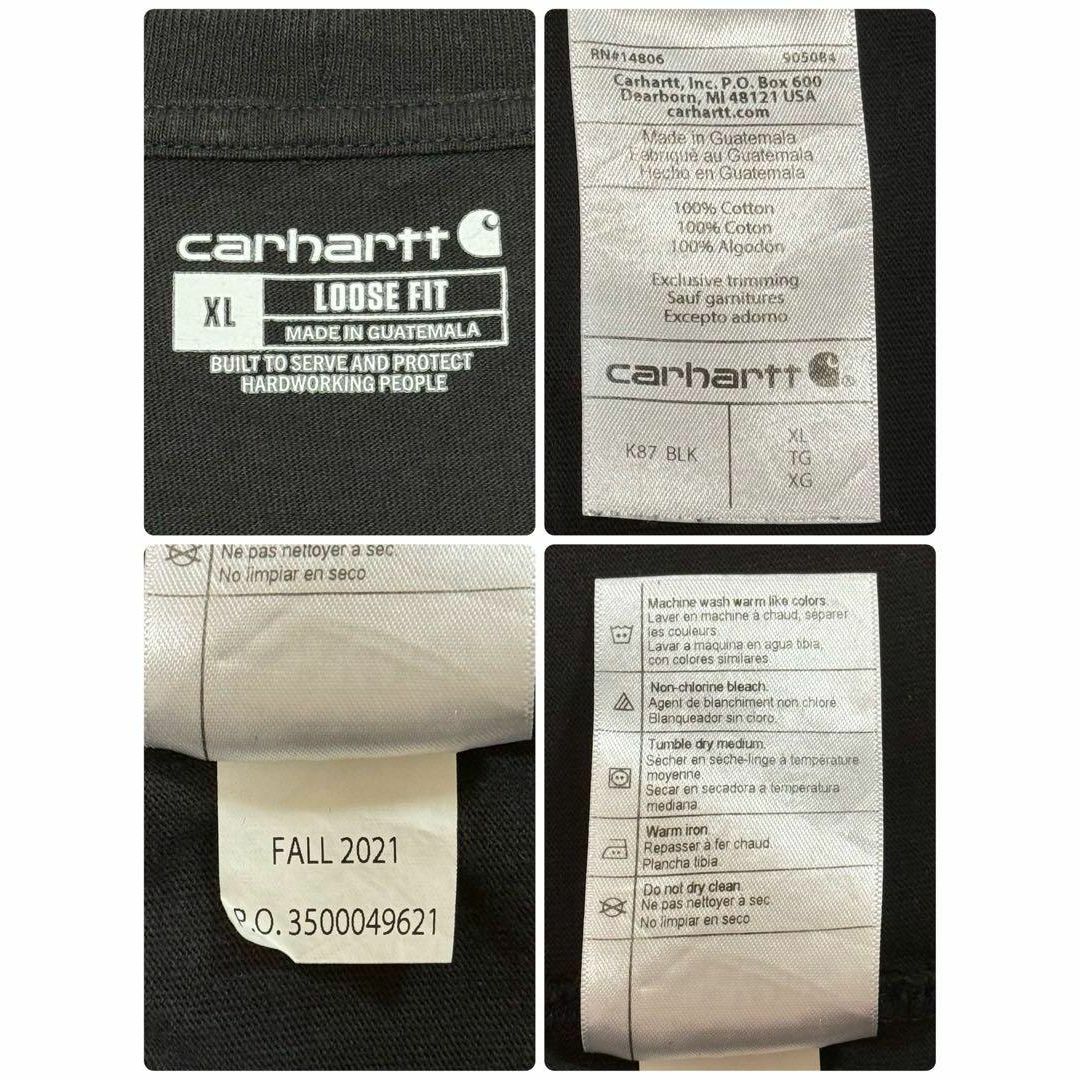 carhartt
XL
LOOSE FIT
MADE IN GUATEMALA
BUILT TO SERVE AND PROTECT
HARDWORKING PEOPLE
RN#14806 905084
Carhartt, Inc. P.O. Box 600
Dearborn, MI 48121 USA
carhartt.com
Made in Guatemala
Fabriqué au Guatemala
Hecho en Guatemala
100% Cotton
100% Coton
100% Algodón
Exclusive trimming
Sauf garnitures
Excepto adorno
carhartt ®
K87 BLK
XL
TG
XG
Ne pas nettoyer à sec
No limpiar en seco
FALL 2021
P.O. 3500049621
Machine wash warm like colors.
Laver en machine à chaud, séparer
les couleurs
Lavar a máquina en agua tibia,
con colores similares
Non-chlorine bleach.
Agent de blanchiment non chloré
Blanqueador sin cloro.
Tumble dry medium.
Sécher en sèche-linge à température
moyenne
Secar en secadora a temperatura
mediana
Warm iron
Repasser à fer chaud.
Plancha tibia
Do not dry clean.
Ne pas nettoyer à sec
No limpiar en seco